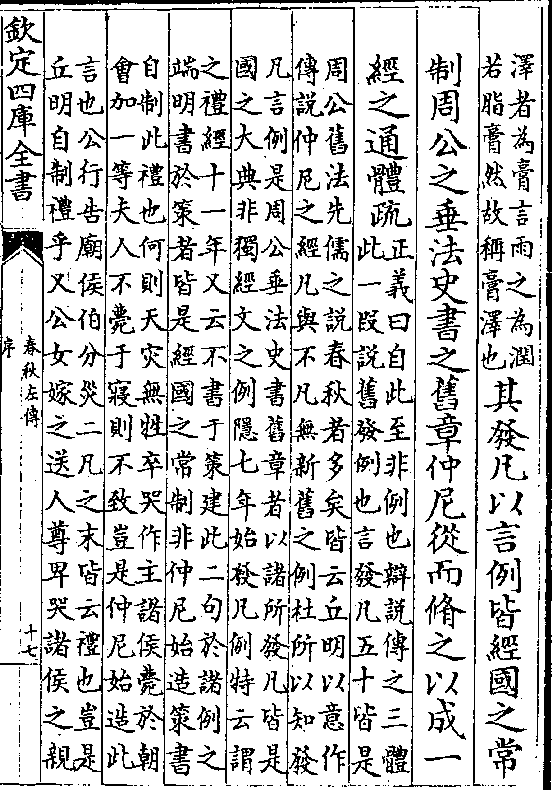 澤者為膏言雨之為潤
若脂膏然故稱膏澤也
其發凡以言例皆經國之常
制周公之垂法史書之舊章仲尼從而脩之以成一
經之通體疏
正義曰自此至非例也辯說傳之三體
此一段說舊發例也言發凡五十皆是
周公舊法先儒之說春秋者多矣皆云丘明以意作
傳說仲尼之經凡與不凡無新舊之例杜所以知發
凡言例是周公垂法史書舊章者以諸所發凡皆是
國之大典非獨經文之例隱七年始發凡例特云謂
之禮經十一年又云不書于策建此二句於諸例之
端明書於策者皆是經國之常制非仲尼始造策書
自制此禮也何則天灾無牲卒哭作主諸侯薨於朝
會加一等夫人不薨于寢則不致豈是仲尼始造此
言也公行告廟侯伯分災二凡之末皆云禮也豈是
丘明自制禮乎又公女嫁之送人尊卑哭諸侯之親
欽定四庫全書
春秋左傳
序
十七